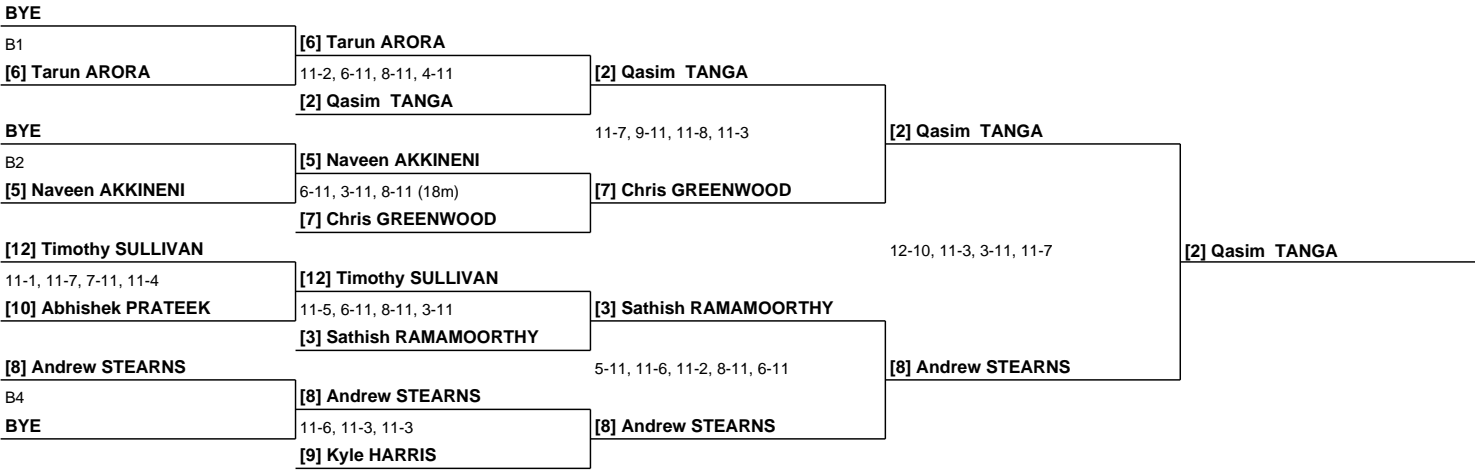 BYE
B1
[6] Tarun ARORA
[6] Tarun ARORA
11-2, 6-11, 8-11, 4-11
[2] Qasim  TANGA
[2] Qasim  TANGA
BYE
B2
[5] Naveen AKKINENI
[5] Naveen AKKINENI
6-11, 3-11, 8-11 (18m)
[7] Chris GREENWOOD
[7] Chris GREENWOOD
11-7, 9-11, 11-8, 11-3
[2] Qasim  TANGA
[12] Timothy SULLIVAN
11-1, 11-7, 7-11, 11-4
[10] Abhishek PRATEEK
[12] Timothy SULLIVAN
11-5, 6-11, 8-11, 3-11
[3] Sathish RAMAMOORTHY
[3] Sathish RAMAMOORTHY
[8] Andrew STEARNS
B4
BYE
[8] Andrew STEARNS
11-6, 11-3, 11-3
[9] Kyle HARRIS
[8] Andrew STEARNS
5-11, 11-6, 11-2, 8-11, 6-11
[8] Andrew STEARNS
12-10, 11-3, 3-11, 11-7
[2] Qasim  TANGA